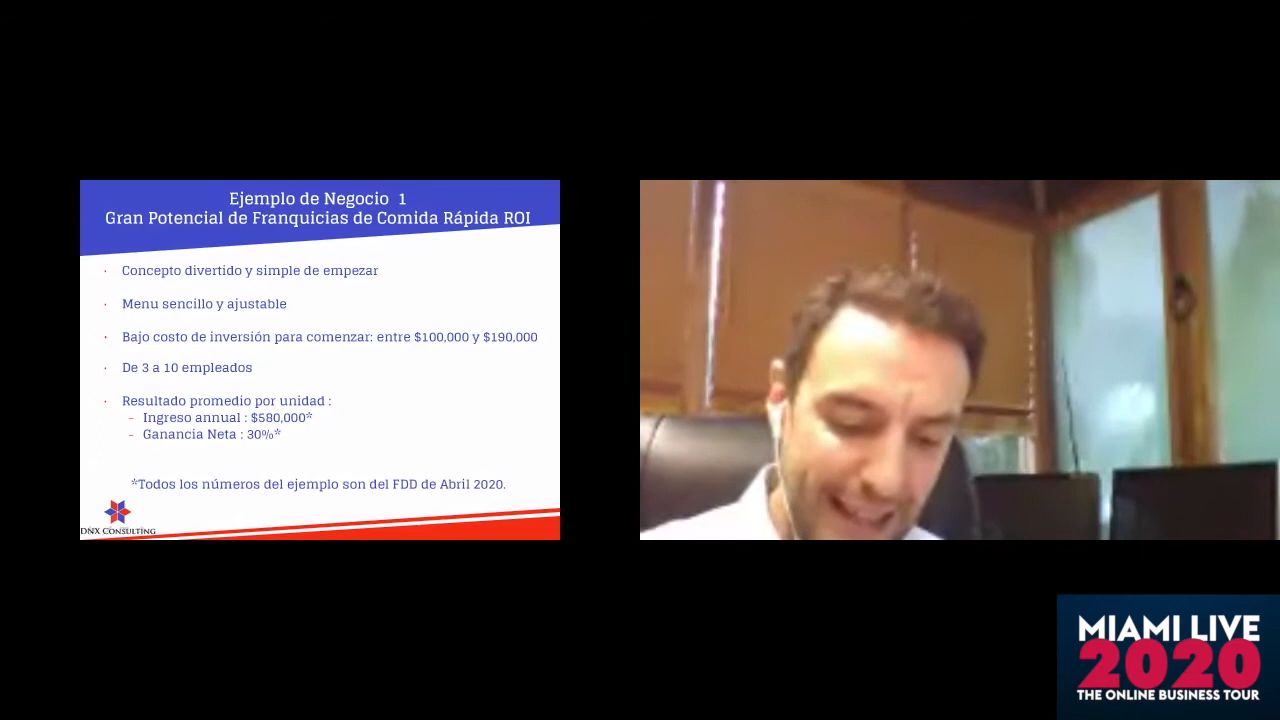 Ejemplo de Negocio 1
Gran Potencial de Franquicias de Comida Rápida ROI
· Concepto divertido y simple de empezar
· Menu sencillo y ajustable
· Bajo costo de inversión para comenzar: entre $100,000 y $190,000
· De 3 a 10 empleados
· Resultado promedio por unidad :
– Ingreso annual : $580,000*
– Ganancia Neta : 30%*
*Todos los números del ejemplo son del FDD de Abril 2020.
DNX CONSULTING
MIAMI LIVE
2020
THE ONLINE BUSINESS TOUR